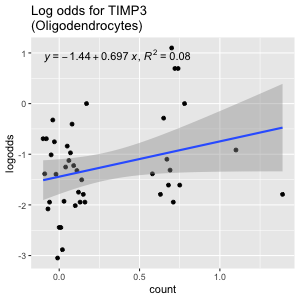 Log odds for TIMP3
(Oligodendrocytes)
y = −1.44 + 0.697 x, R² = 0.08
logodds
1
0
-1
-2
-3
0.0
0.5
1.0
count